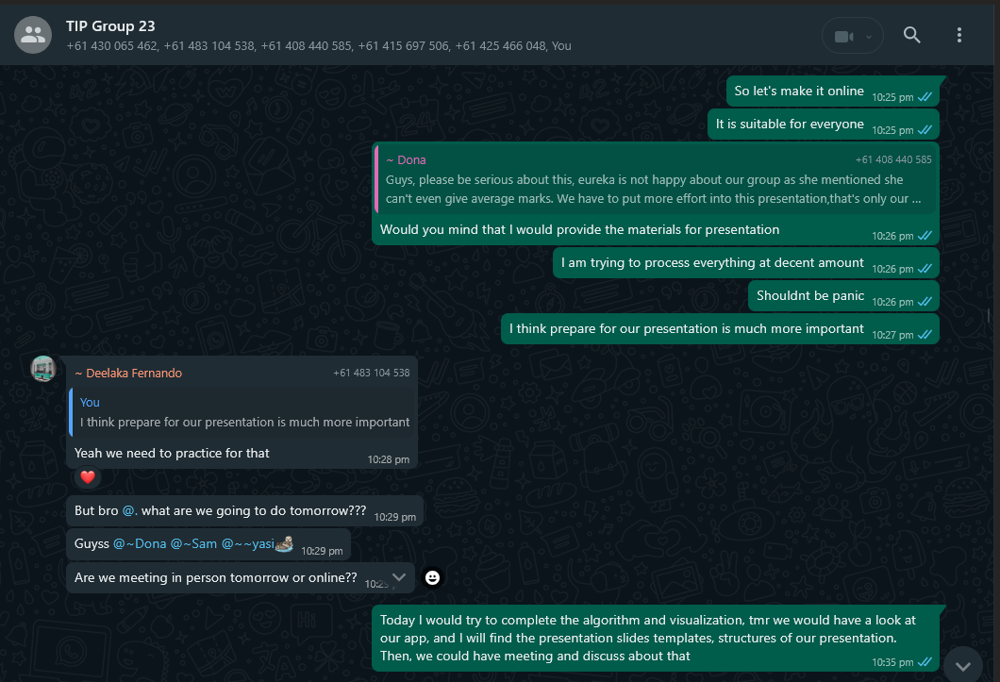 TIP Group 23
+61 430 065 462, +61 483 104 538, +61 408 440 585, +61 415 697 506, +61 425 466 048, You
So let's make it online
10:25 pm
It is suitable for everyone
10:25 pm
~ Dona
+61 408 440 585
Guys, please be serious about this, eureka is not happy about our group as she mentioned she
can't even give average marks. We have to put more effort into this presentation,that's only our ...
Would you mind that I would provide the materials for presentation
10:26 pm
I am trying to process everything at decent amount
10:26 pm
Shouldnt be panic
10:26 pm
I think prepare for our presentation is much more important
10:27 pm
~ Deelaka Fernando
+61 483 104 538
You
I think prepare for our presentation is much more important
Yeah we need to practice for that
10:28 pm
But bro @. what are we going to do tomorrow???
10:29 pm
Guyss @~Dona @~Sam @~~yasi🦥
10:29 pm
Are we meeting in person tomorrow or online??
Today I would try to complete the algorithm and visualization, tmr we would have a look at
our app, and I will find the presentation slides templates, structures of our presentation.
Then, we could have meeting and discuss about that
10:35 pm